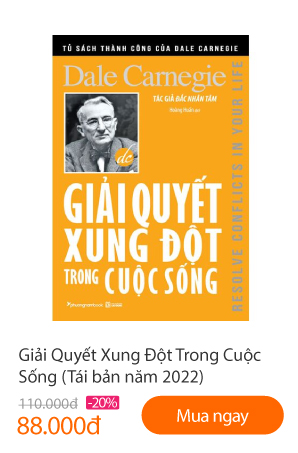 TỦ SÁCH THÀNH CÔNG CỦA DALE CARNEGIE
Dale Carnegie
TÁC GIẢ ĐẮC NHÂN TÂM
dc
GIẢI QUYẾT
XUNG ĐỘT
TRONG CUỘC SỐNG
RESOLVE CONFLICTS IN YOUR LIFE
Giải Quyết Xung Đột Trong Cuộc
Sống (Tái bản năm 2022)
110.000đ -20%
88.000đ
Mua ngay